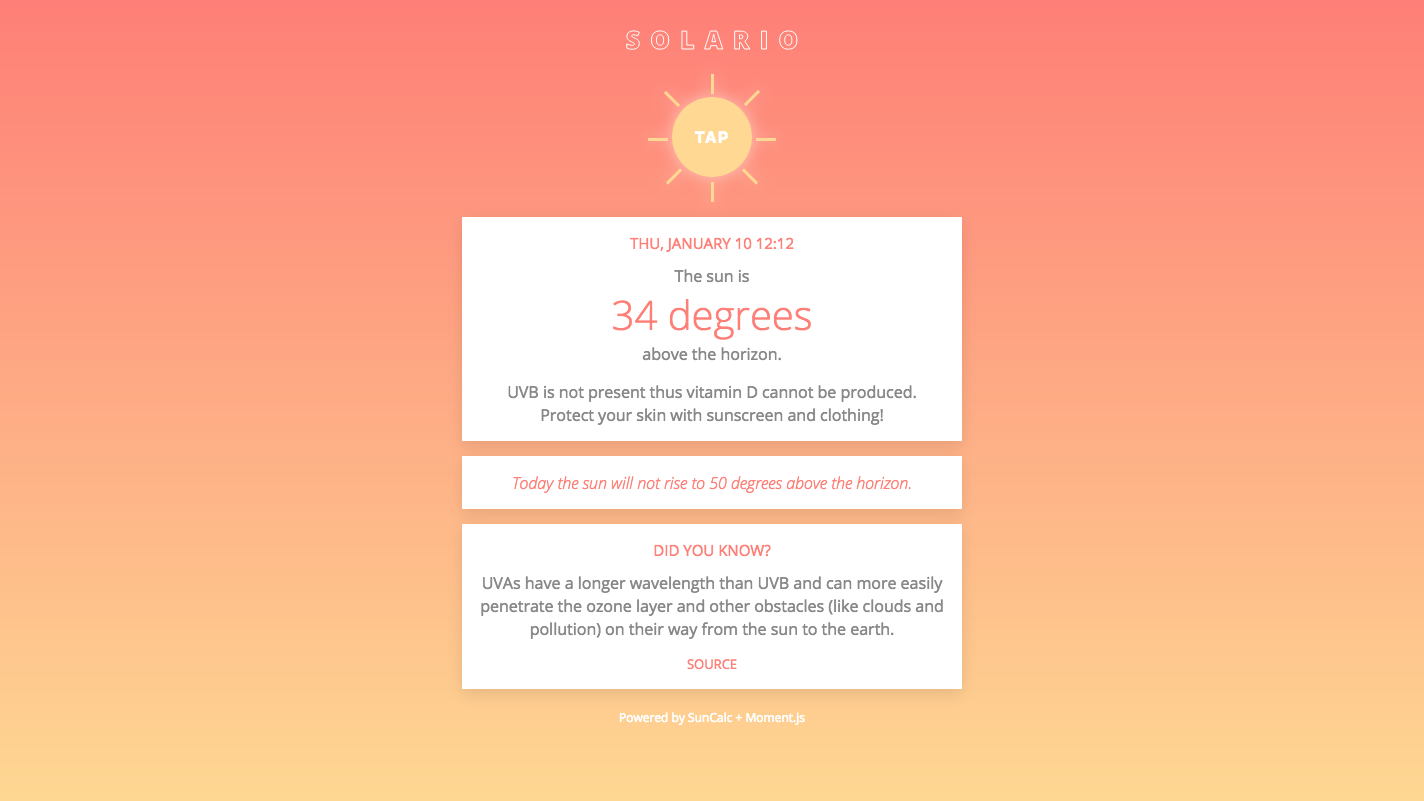 SOLARIO
TAP
THU, JANUARY 10 12:12
The sun is
34 degrees
above the horizon.
UVB is not present thus vitamin D cannot be produced.
Protect your skin with sunscreen and clothing!
Today the sun will not rise to 50 degrees above the horizon.
DID YOU KNOW?
UVAs have a longer wavelength than UVB and can more easily
penetrate the ozone layer and other obstacles (like clouds and
pollution) on their way from the sun to the earth.
SOURCE
Powered by SunCalc + Moment.js